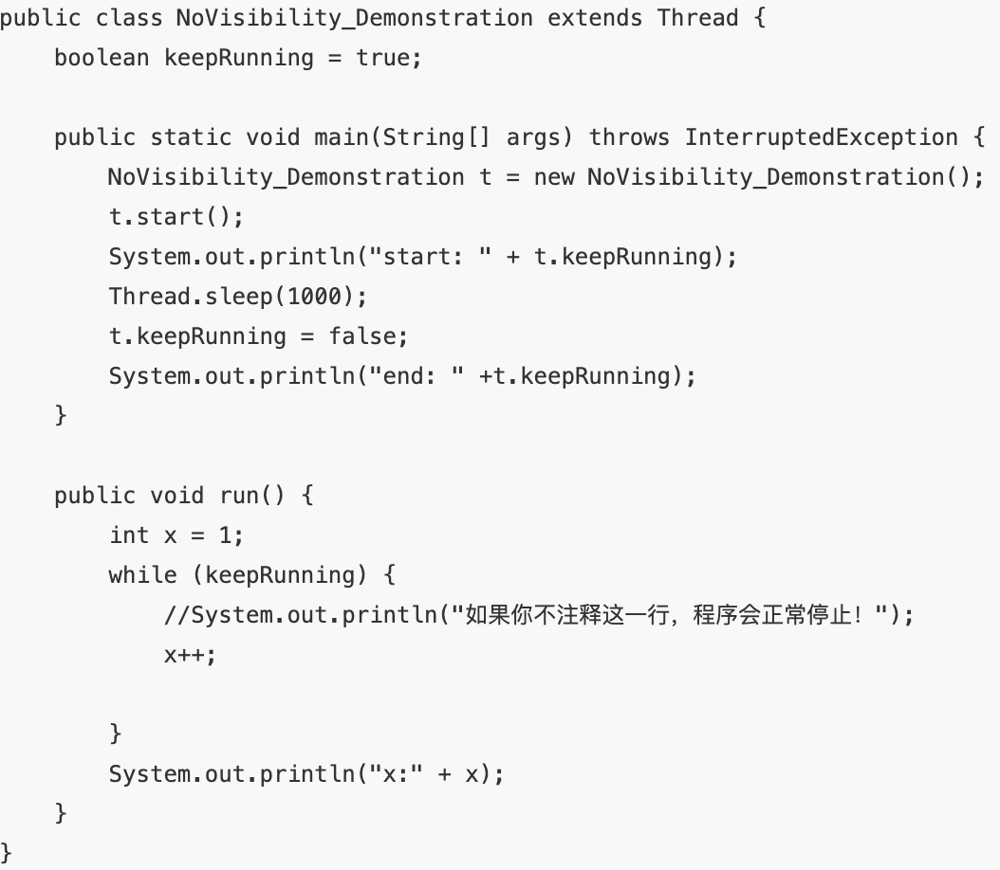 public class NoVisibility_Demonstration extends Thread {
    boolean keepRunning = true;

    public static void main(String[] args) throws InterruptedException {
        NoVisibility_Demonstration t = new NoVisibility_Demonstration();
        t.start();
        System.out.println("start: " + t.keepRunning);
        Thread.sleep(1000);
        t.keepRunning = false;
        System.out.println("end: " +t.keepRunning);
    }

    public void run() {
        int x = 1;
        while (keepRunning) {
            //System.out.println("如果你不注释这一行，程序会正常停止！");
            x++;

        }
        System.out.println("x:" + x);
    }
}